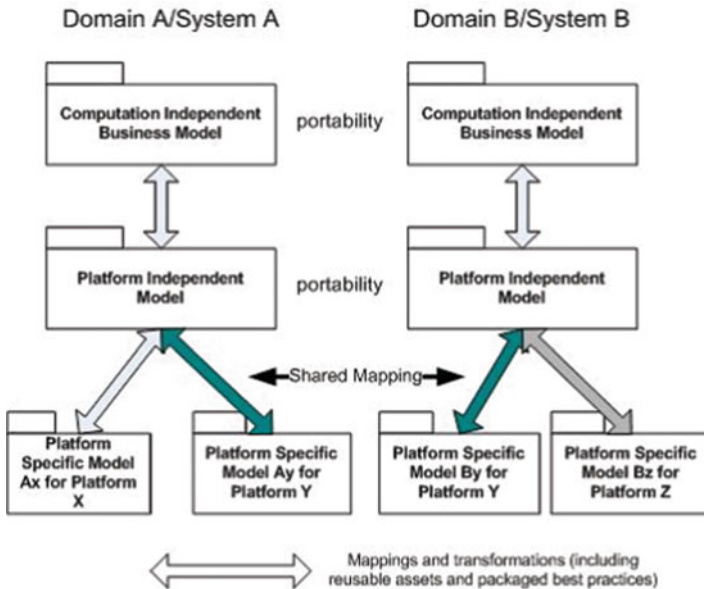 Domain A/System A
Domain B/System B
Computation Independent
Business Model
portability
Computation Independent
Business Model
Platform Independent
Model
portability
Platform Independent
Model
Shared Mapping
Platform
Specific Model
Ax for Platform
X
Platform Specific
Model Ay for
Platform Y
Platform Specific
Model By for
Platform Y
Platform Specific
Model Bz for
Platform Z
Mappings and transformations (including
reusable assets and packaged best practices)